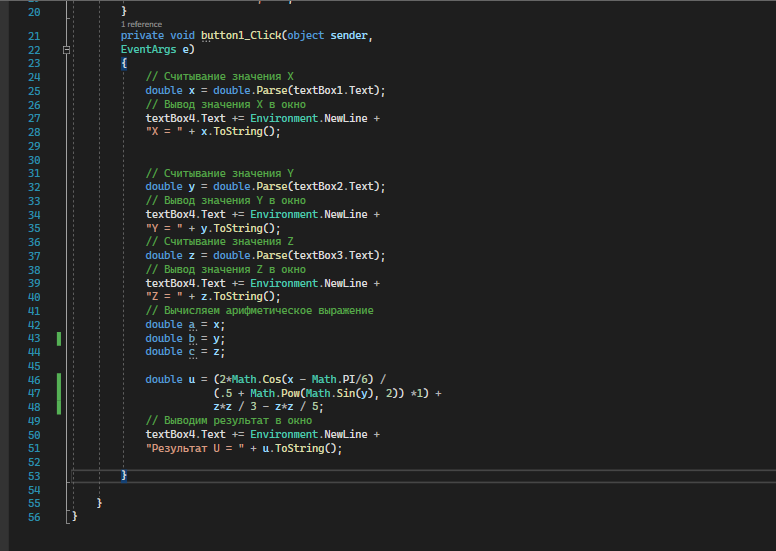 20 }
1 reference
21 private void button1_Click(object sender,
22 EventArgs e)
23 {
24 // Считывание значения X
25 double x = double.Parse(textBox1.Text);
26 // Вывод значения X в окно
27 textBox4.Text += Environment.NewLine +
28 "X = " + x.ToString();
29
30
31 // Считывание значения Y
32 double y = double.Parse(textBox2.Text);
33 // Вывод значения Y в окно
34 textBox4.Text += Environment.NewLine +
35 "Y = " + y.ToString();
36 // Считывание значения Z
37 double z = double.Parse(textBox3.Text);
38 // Вывод значения Z в окно
39 textBox4.Text += Environment.NewLine +
40 "Z = " + z.ToString();
41 // Вычисляем арифметическое выражение
42 double a = x;
43 double b = y;
44 double c = z;
45
46 double u = (2*Math.Cos(x - Math.PI/6) /
47 (.5 + Math.Pow(Math.Sin(y), 2)) *1) +
48 z*z / 3 - z*z / 5;
49 // Выводим результат в окно
50 textBox4.Text += Environment.NewLine +
51 "Результат U = " + u.ToString();
52
53 }
54
55 }
56 }